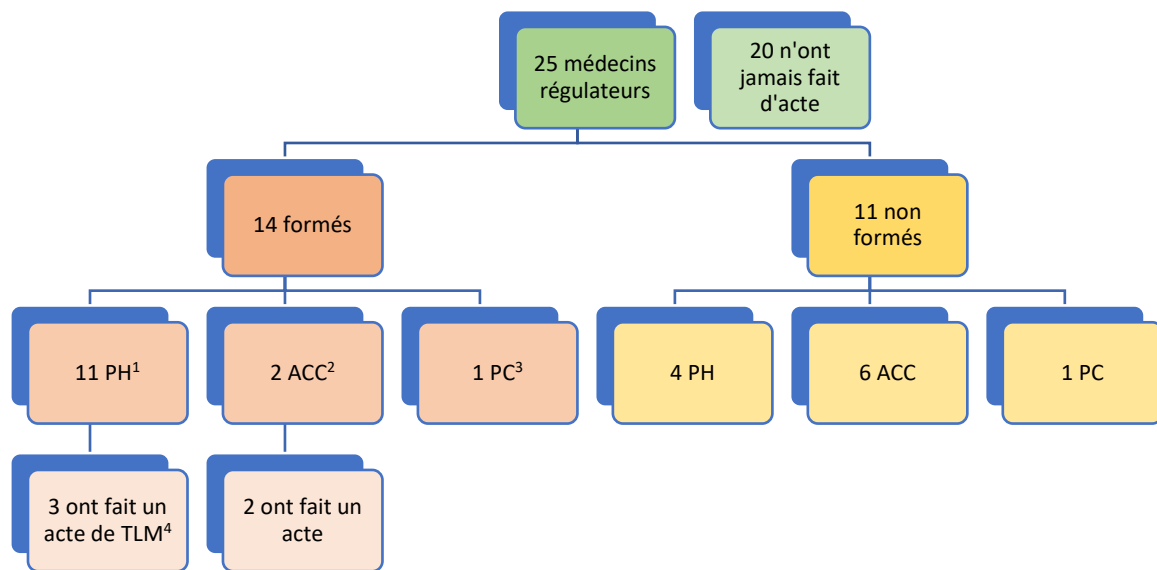 25 médecins
régulateurs
20 n'ont
jamais fait
d'acte
14 formés
11 non
formés
11 PH¹
2 ACC²
1 PC³
4 PH
6 ACC
1 PC
3 ont fait un
acte de TLM⁴
2 ont fait un
acte